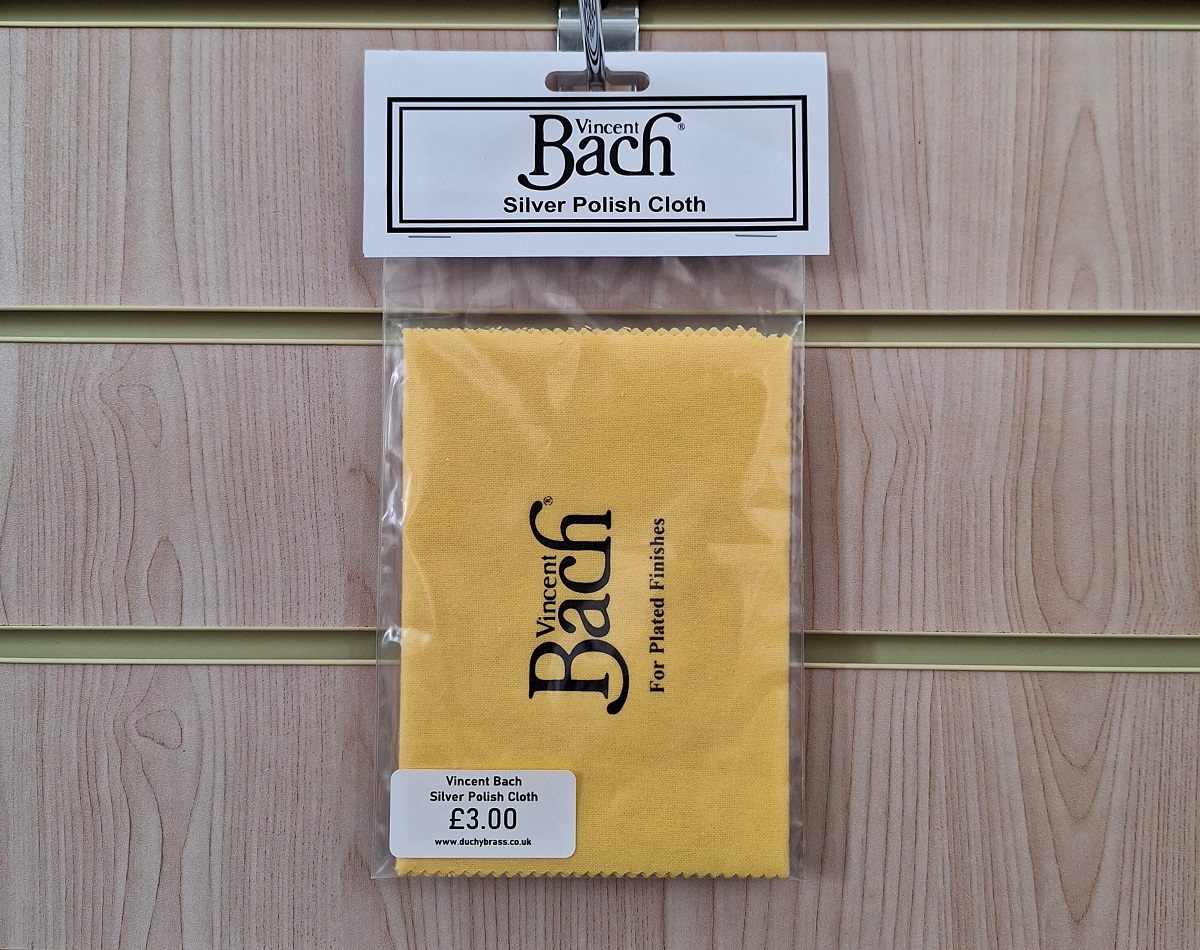 Vincent
Bach®
Silver Polish Cloth
Vincent
Bach®
For Plated Finishes
Vincent Bach
Silver Polish Cloth
£3.00
www.duchybrass.co.uk